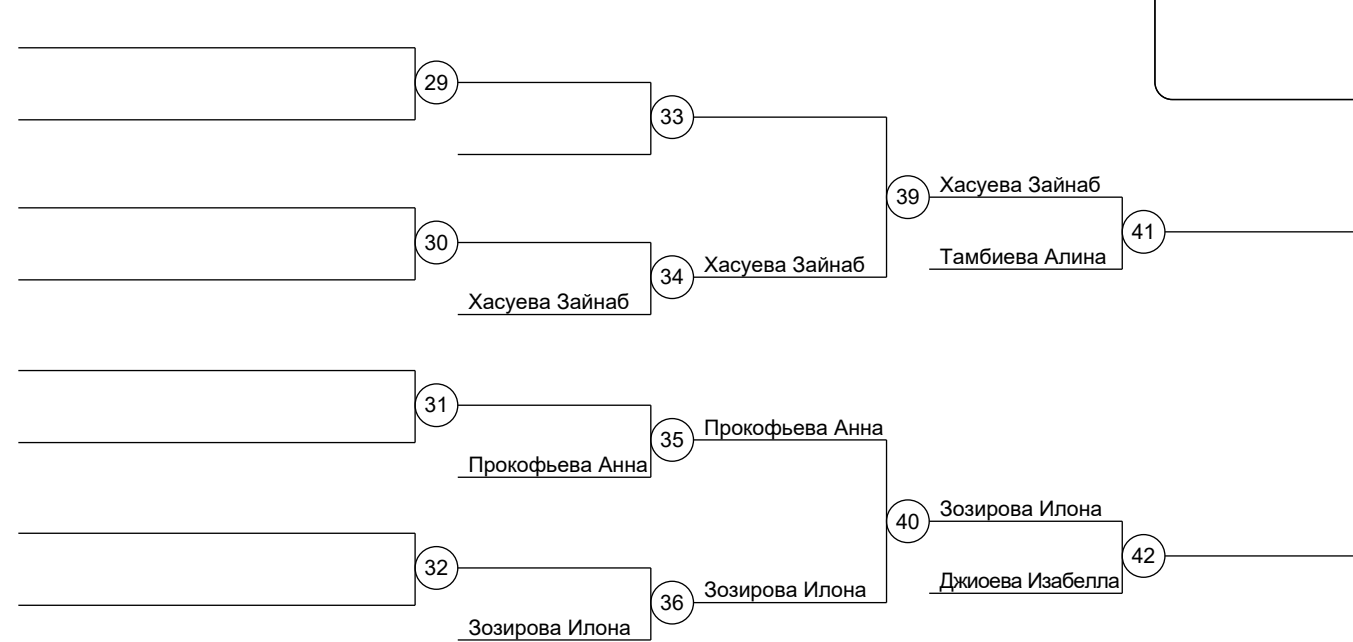 29
33
39
Хасуева Зайнаб
41
Тамбиева Алина
30
34
Хасуева Зайнаб
Хасуева Зайнаб
31
35
Прокофьева Анна
Прокофьева Анна
40
Зозирова Илона
42
Джиоева Изабелла
32
36
Зозирова Илона
Зозирова Илона